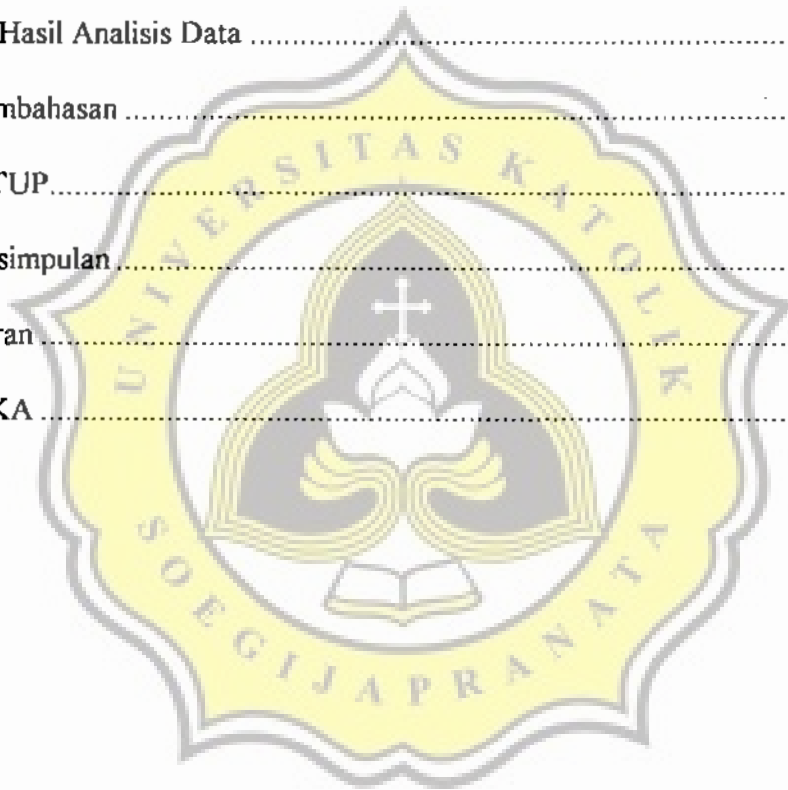 Hasil Analisis Data ................................................
mbahasan ................................................
TUP................................................
simpulan ................................................
ran ................................................
KA ................................................
UNIVERSITAS KATOLIK
SOEGIJAPRANATA